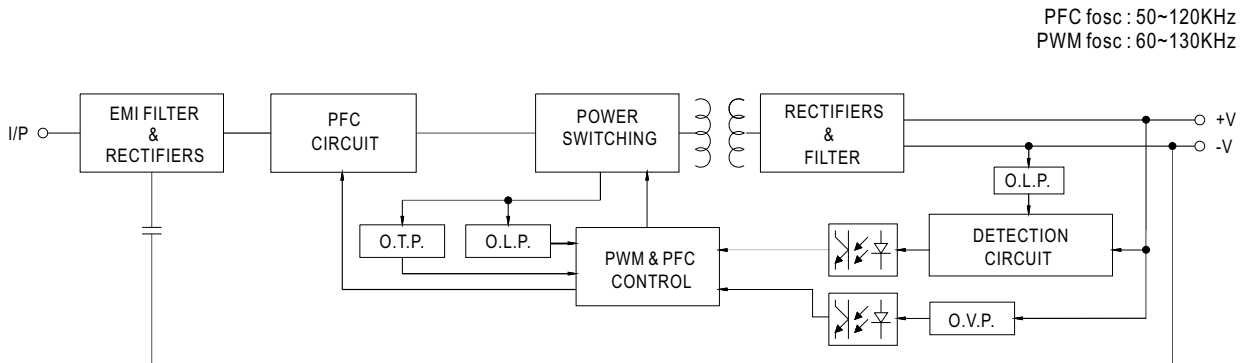 PFC fosc : 50~120KHz
PWM fosc : 60~130KHz
I/P
EMI FILTER
&
RECTIFIERS
PFC
CIRCUIT
POWER
SWITCHING
RECTIFIERS
&
FILTER
+V
-V
O.L.P.
O.T.P.
O.L.P.
PWM & PFC
CONTROL
DETECTION
CIRCUIT
O.V.P.